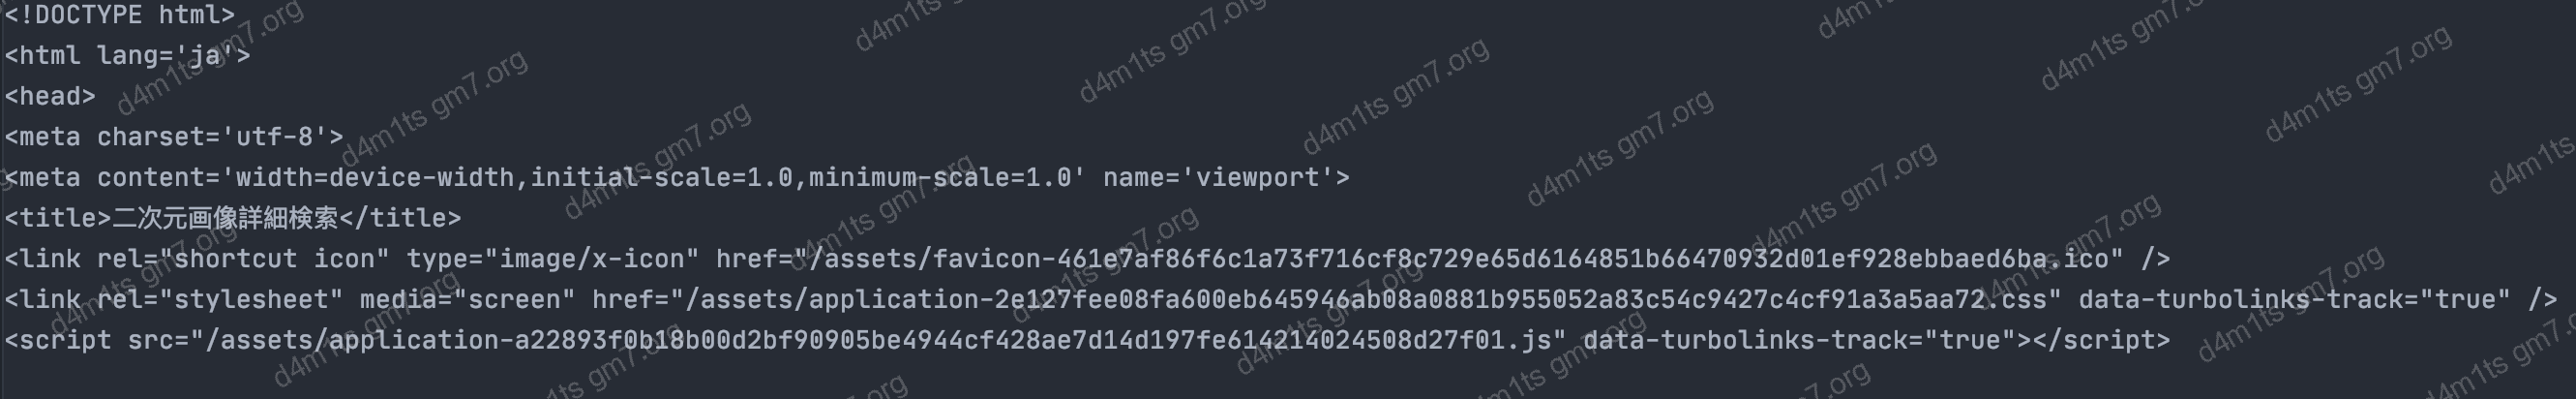 <!DOCTYPE html>
<html lang='ja'>
<head>
<meta charset='utf-8'>
<meta content='width=device-width,initial-scale=1.0,minimum-scale=1.0' name='viewport'>
<title>二次元画像詳細検索</title>
<link rel="shortcut icon" type="image/x-icon" href="/assets/favicon-461e7af86f6c1a73f716cf8c729e65d6164851b66470932d01ef928ebbaed6ba.ico" />
<link rel="stylesheet" media="screen" href="/assets/application-2e127fee08fa600eb645946ab08a0881b955052a83c54c9427c4cf91a3a5aa72.css" data-turbolinks-track="true" />
<script src="/assets/application-a22893f0b18b00d2bf90905be4944cf428ae7d14d197fe614214024508d27f01.js" data-turbolinks-track="true"></script>
d4m1ts gm7.org